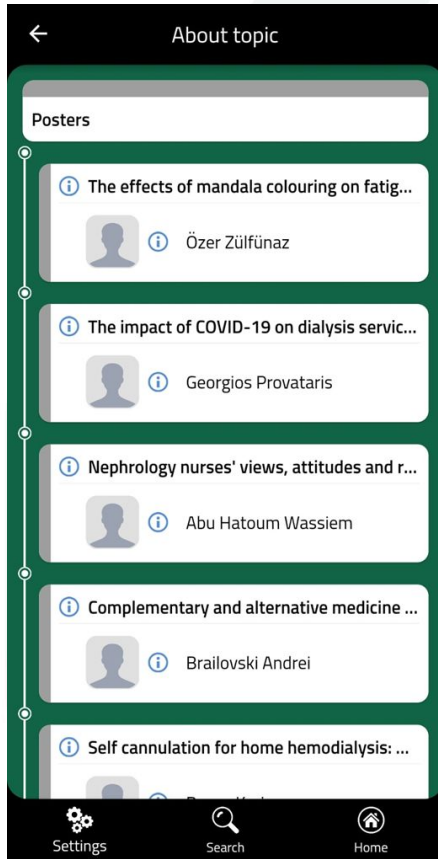 About topic
Posters
The effects of mandala colouring on fatig...
Özer Zülfünaz
The impact of COVID-19 on dialysis servic...
Georgios Provataris
Nephrology nurses' views, attitudes and r...
Abu Hatoum Wassiem
Complementary and alternative medicine ...
Brailovski Andrei
Self cannulation for home hemodialysis: ...
Settings
Search
Home